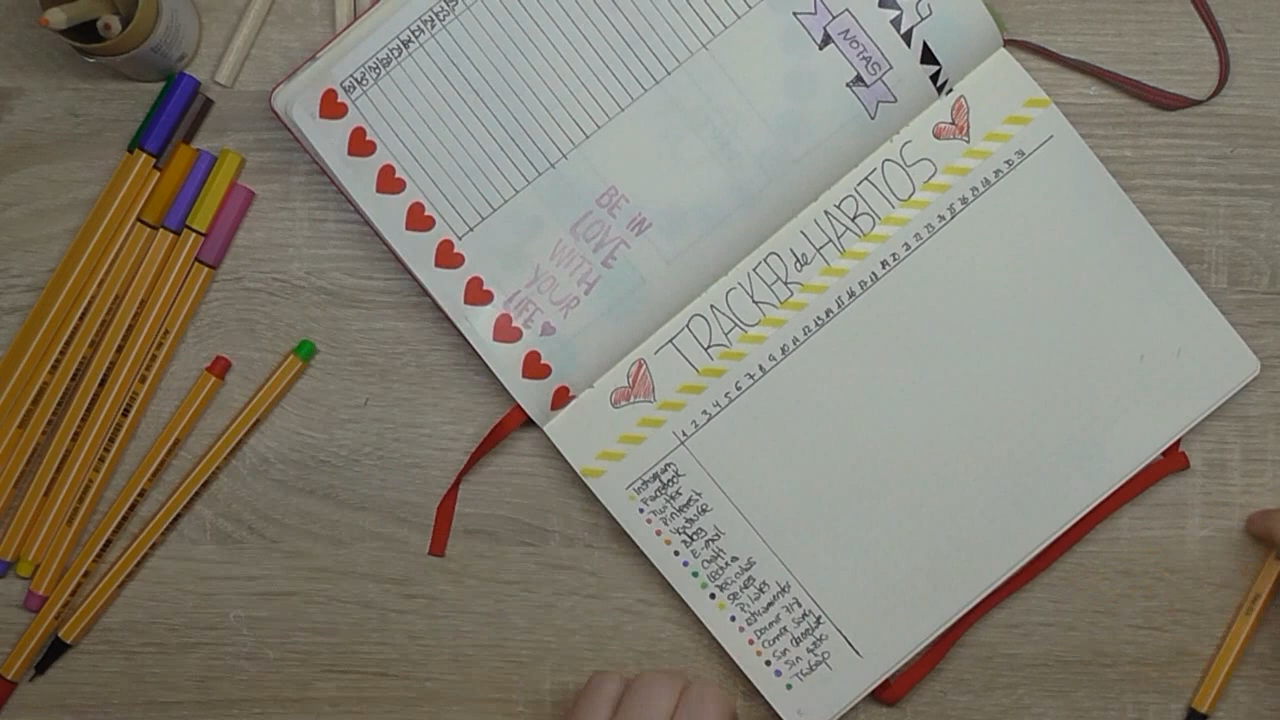 NOTAS
BE IN
LOVE
WITH
YOUR
LIFE
TRACKER de HABITOS
1 2 3 4 5 6 7 8 9 10 11 12 13 14 15 16 17 18 19 20 21 22 23 24 25 26 27 28 29 30 31
Instagram
Facebook
Twitter
Pinterest
Youtube
Blog
E-mail
Craft
Lectura
Películas
Series
Pilates
estiramientos
Dormir 7/8
Comer sano
Sin chocolate
Sin
Trabajo